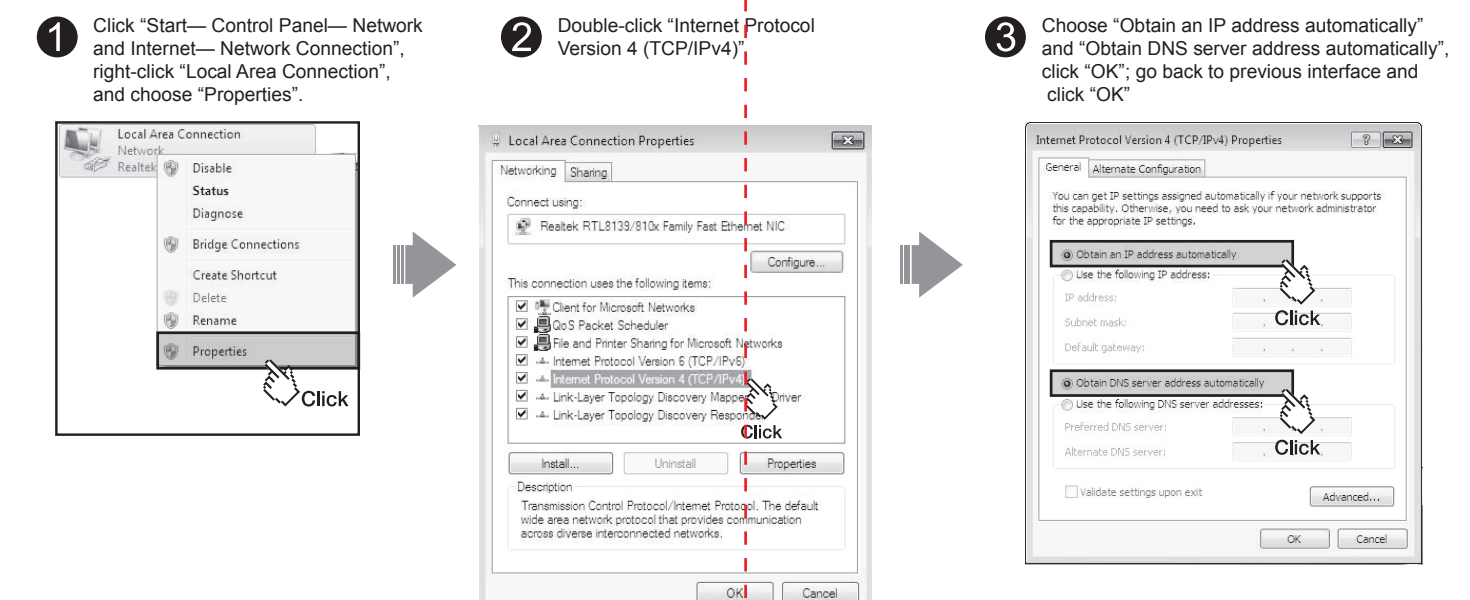 1
Click “Start— Control Panel— Network
and Internet— Network Connection”,
right-click “Local Area Connection”,
and choose “Properties”.
Local Area Connection
Network
Realtek
Disable
Status
Diagnose
Bridge Connections
Create Shortcut
Delete
Rename
Properties
Click
2
Double-click “Internet Protocol
Version 4 (TCP/IPv4)”
Local Area Connection Properties
Networking Sharing
Connect using:
Realtek RTL8139/810x Family Fast Ethernet NIC
Configure...
This connection uses the following items:
Client for Microsoft Networks
QoS Packet Scheduler
File and Printer Sharing for Microsoft Networks
Internet Protocol Version 6 (TCP/IPv6)
Internet Protocol Version 4 (TCP/IPv4)
Link-Layer Topology Discovery Mapper Driver
Link-Layer Topology Discovery Responder
Click
Install... Uninstall Properties
Description
Transmission Control Protocol/Internet Protocol. The default
wide area network protocol that provides communication
across diverse interconnected networks.
OK Cancel
3
Choose “Obtain an IP address automatically”
and “Obtain DNS server address automatically”,
click “OK”; go back to previous interface and
click “OK”
Internet Protocol Version 4 (TCP/IPv4) Properties
General Alternate Configuration
You can get IP settings assigned automatically if your network supports
this capability. Otherwise, you need to ask your network administrator
for the appropriate IP settings.
Obtain an IP address automatically
Use the following IP address:
IP address:
Subnet mask:
Click
Default gateway:
Obtain DNS server address automatically
Use the following DNS server addresses:
Preferred DNS server:
Alternate DNS server:
Click
Validate settings upon exit
Advanced...
OK Cancel